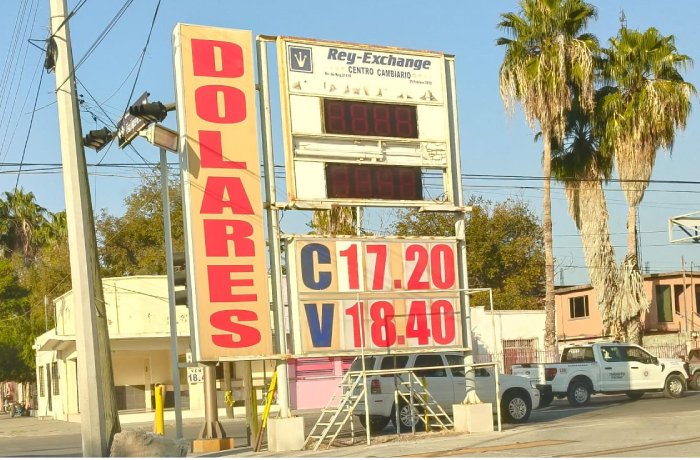 DOLARES
Rey-Exchange
CENTRO CAMBIARIO
C 17.20
V 18.40